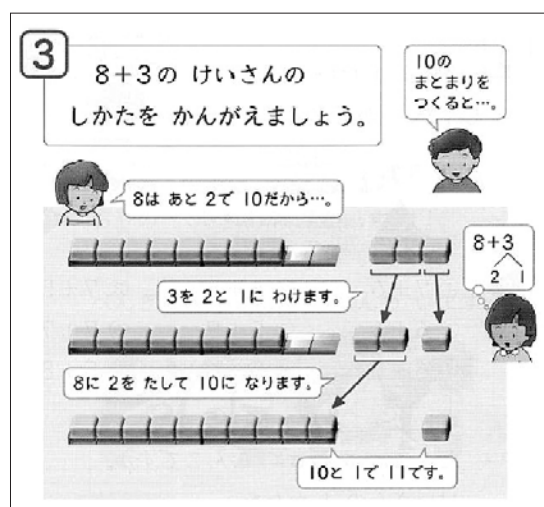 3
8+3の けいさんの
しかたを かんがえましょう。
10の
まとまりを
つくると…。
8は あと 2で 10だから…。
8+3
2 1
3を 2と 1に わけます。
8に 2を たして 10に なります。
10と 1で 11です。